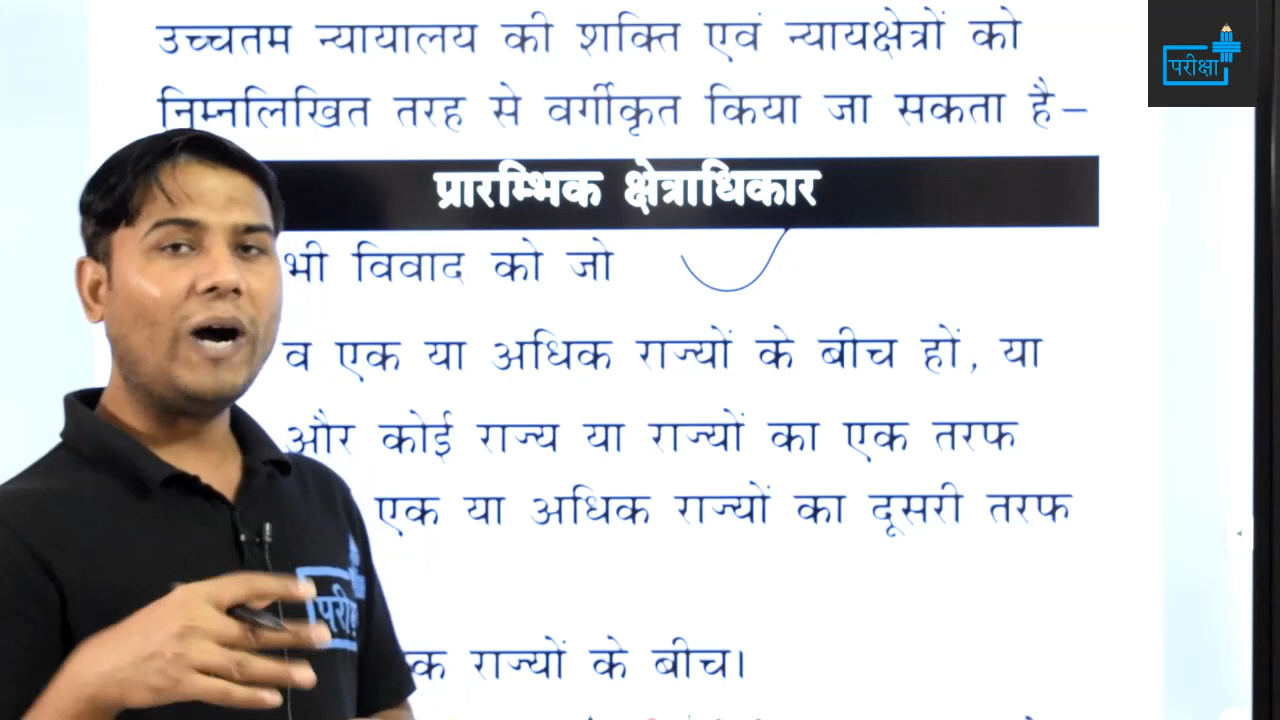 उच्चतम न्यायालय की शक्ति एवं न्यायक्षेत्रों को
परीक्षा
निम्नलिखित तरह से वर्गीकृत किया जा सकता है–
प्रारम्भिक क्षेत्राधिकार
भी विवाद को जो
व एक या अधिक राज्यों के बीच हों, या
और कोई राज्य या राज्यों का एक तरफ
एक या अधिक राज्यों का दूसरी तरफ
राज्यों के बीच।